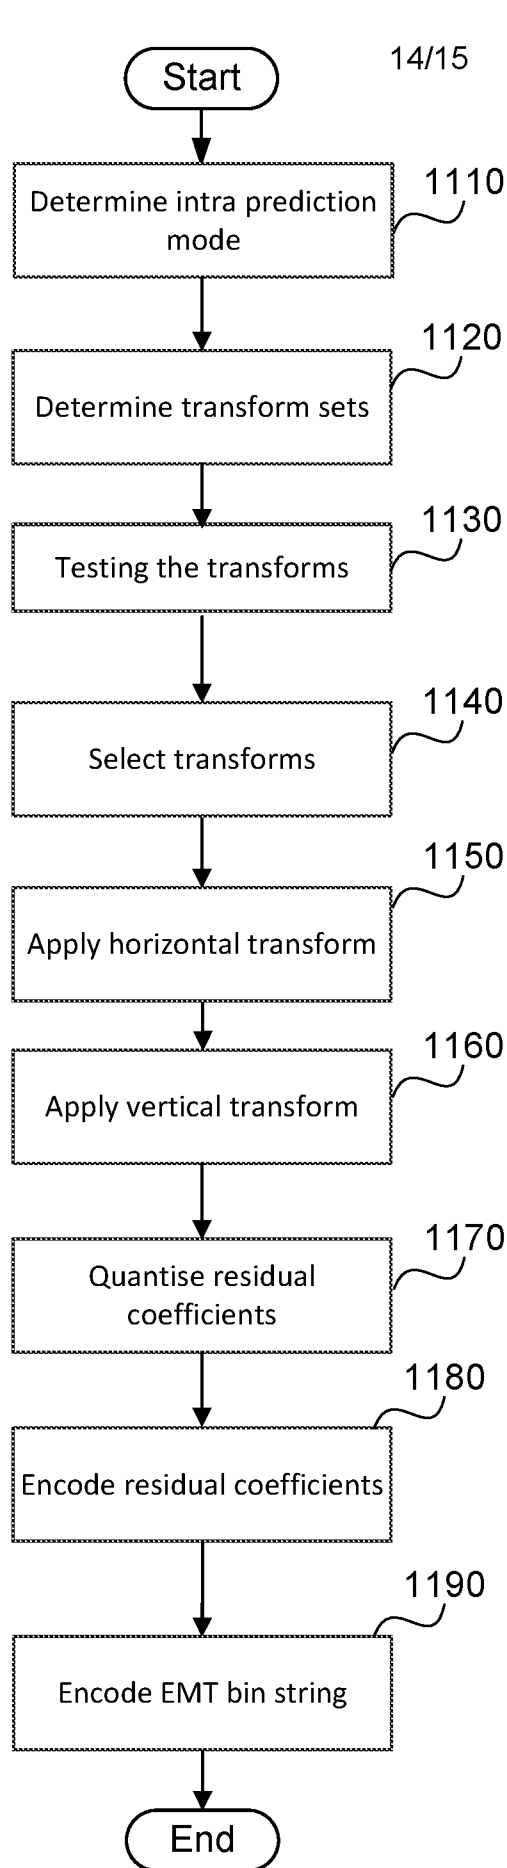 14/15
Start
1110
Determine intra prediction
mode
1120
Determine transform sets
1130
Testing the transforms
1140
Select transforms
1150
Apply horizontal transform
1160
Apply vertical transform
1170
Quantise residual
coefficients
1180
Encode residual coefficients
1190
Encode EMT bin string
End